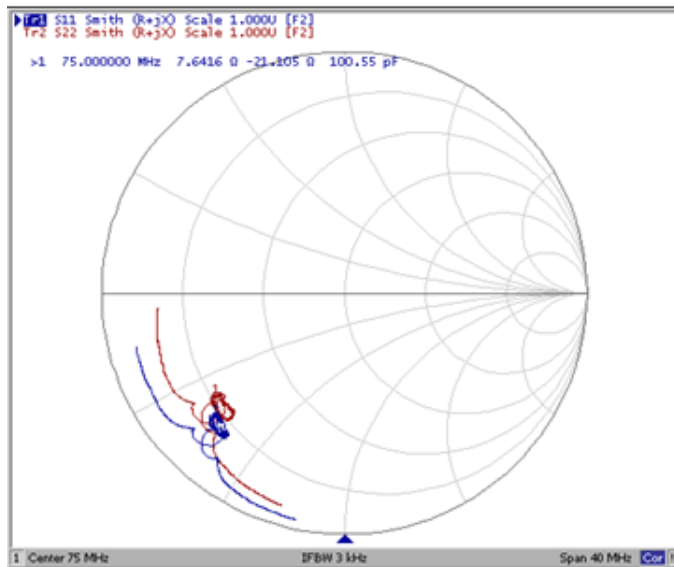 Tr1 S11 Smith (R+jX) Scale 1.000U [F2]
Tr2 S22 Smith (R+jX) Scale 1.000U [F2]
>1 75.000000 MHz 7.6416 Ω -21.105 Ω 100.55 pF
1 Center 75 MHz IFBW 3 kHz Span 40 MHz Cor